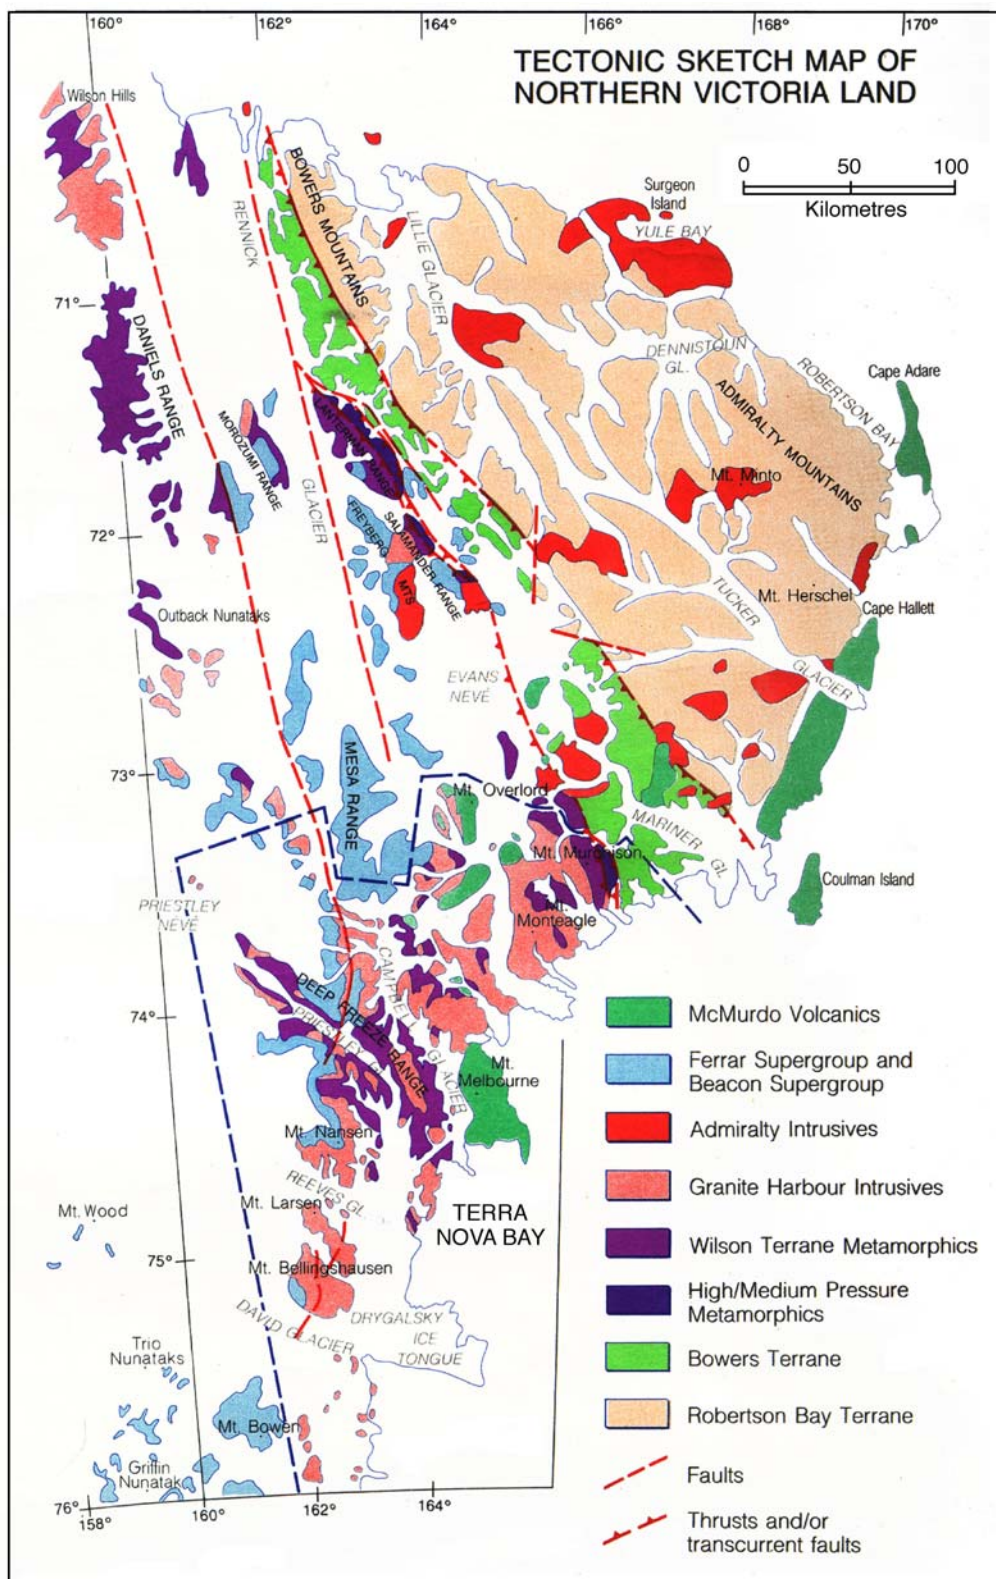 160°
162°
164°
166°
168°
170°
TECTONIC SKETCH MAP OF
NORTHERN VICTORIA LAND
0 50 100
Kilometres
Wilson Hills
Surgeon
Island
YULE BAY
BOWERS MOUNTAINS
RENNICK
LILLIE GLACIER
71°
DANIELS RANGE
DENNISTOUN
GL.
ROBERTSON BAY
Cape Adare
ADMIRALTY MOUNTAINS
MOROZUMI RANGE
LANTERMAN RANGE
GLACIER
Mt. Minto
72°
FREYBERG
MTS
SALAMANDER RANGE
Outback Nunataks
TUCKER
GLACIER
Mt. Herschel
Cape Hallett
EVANS
NEVÉ
73°
MESA RANGE
Mt. Overlord
MARINER GL.
Mt. Murchison
Coulman Island
PRIESTLEY
NÉVÉ
Mt.
Monteagle
CAMPBELL
GLACIER
DEEP FREEZE RANGE
PRIESTLEY GL.
74°
Mt.
Melbourne
Mt. Nansen
REEVES GL.
Mt. Larsen
TERRA
NOVA BAY
Mt. Wood
75°
Mt. Bellingshausen
DAVID GLACIER
DRYGALSKY
ICE
TONGUE
Trio
Nunataks
Mt. Bowen
Griffin
Nunatak
76°
158°
160°
162°
164°
McMurdo Volcanics
Ferrar Supergroup and
Beacon Supergroup
Admiralty Intrusives
Granite Harbour Intrusives
Wilson Terrane Metamorphics
High/Medium Pressure
Metamorphics
Bowers Terrane
Robertson Bay Terrane
Faults
Thrusts and/or
transcurrent faults